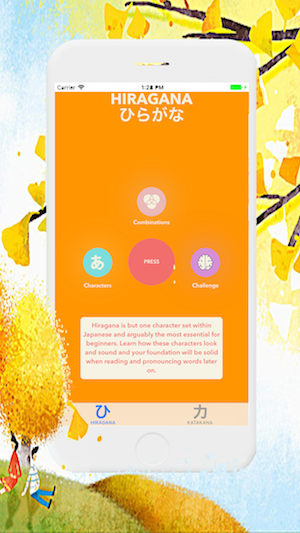 Carrier 1:28 PM
HIRAGANA
ひらがな
Combinations
PRESS
あ
Characters
Challenge
Hiragana is but one character set within
Japanese and arguably the most essential for
beginners. Learn how these characters look
and sound and your foundation will be solid
when reading and pronouncing words later
on.
ひ
カ
HIRAGANA
KATAKANA